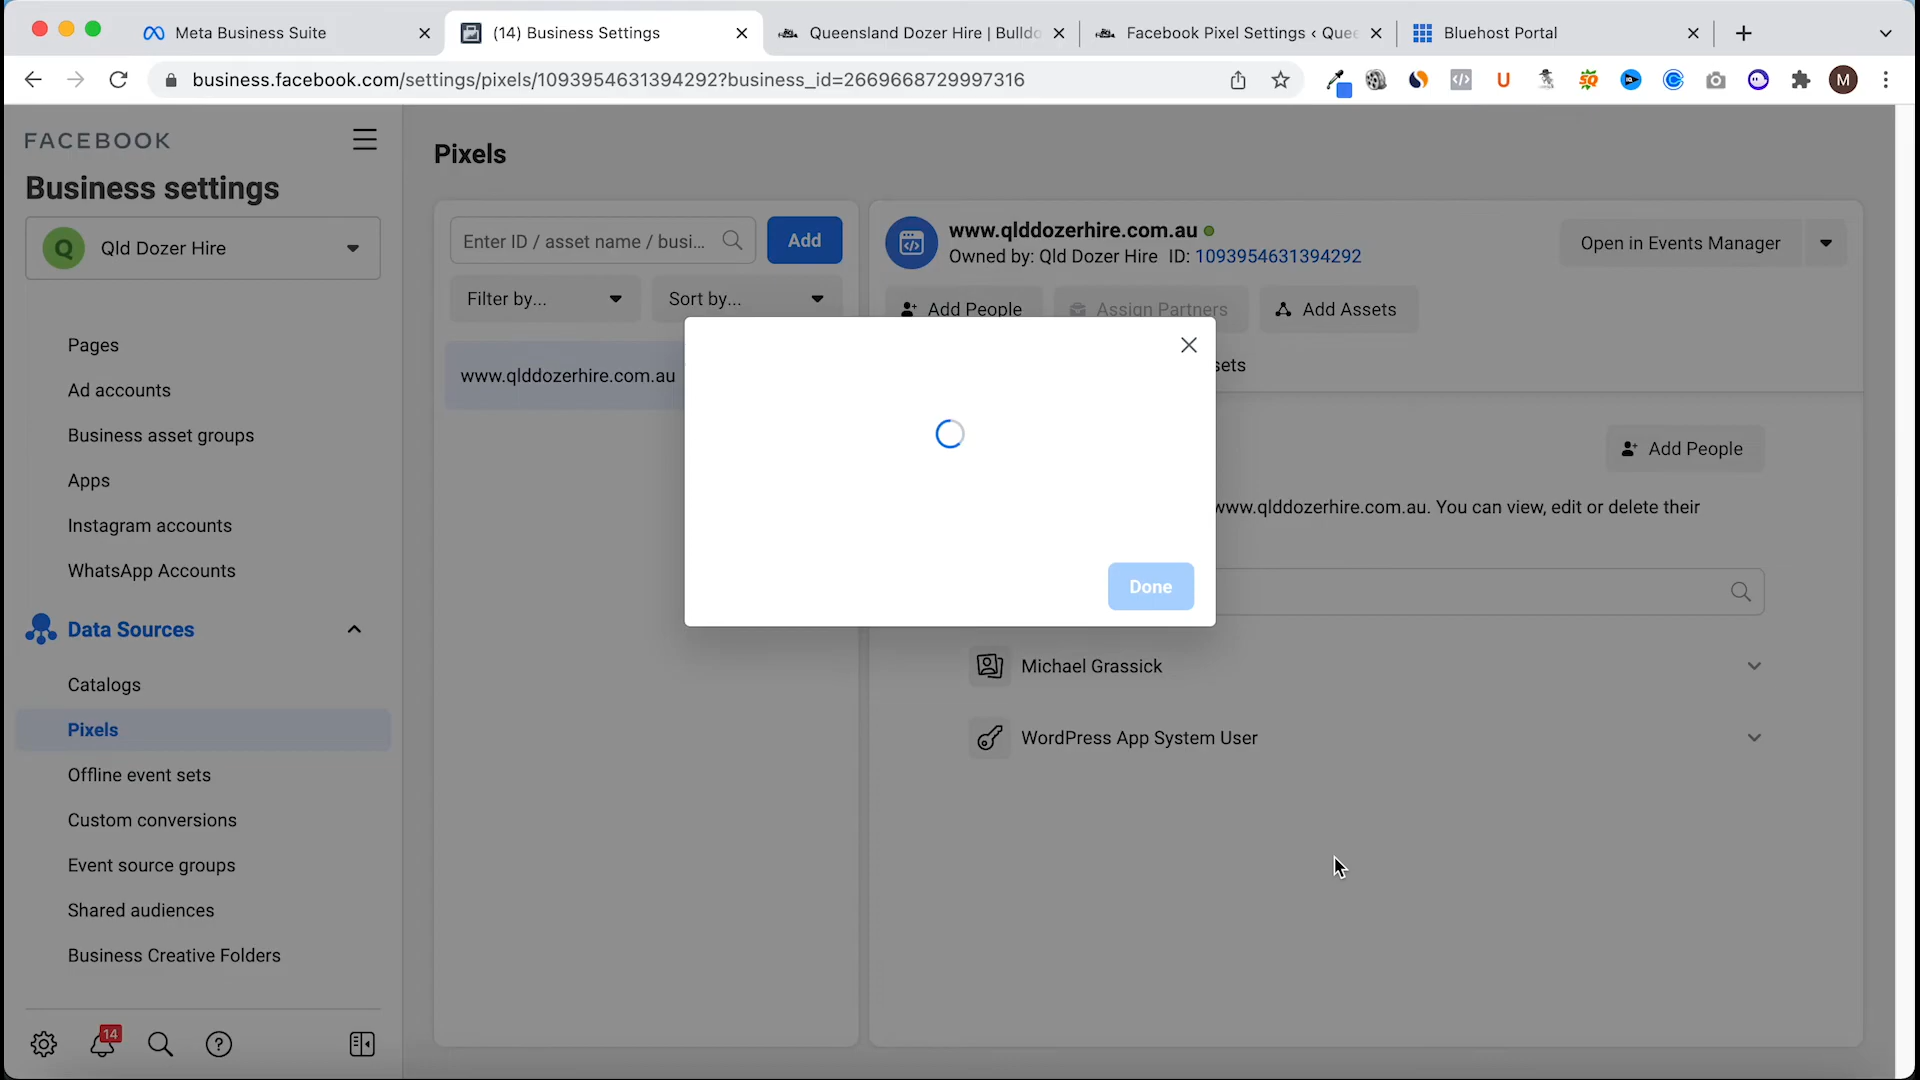 Meta Business Suite
(14) Business Settings
Queensland Dozer Hire | Bulldo
Facebook Pixel Settings ‹ Quee
Bluehost Portal
business.facebook.com/settings/pixels/1093954631394292?business_id=2669668729997316
M
FACEBOOK
Business settings
Q
Qld Dozer Hire
Pages
Ad accounts
Business asset groups
Apps
Instagram accounts
WhatsApp Accounts
Data Sources
Catalogs
Pixels
Offline event sets
Custom conversions
Event source groups
Shared audiences
Business Creative Folders
14
Pixels
Enter ID / asset name / busi...
Add
Filter by...
Sort by...
www.qlddozerhire.com.au
www.qlddozerhire.com.au
Owned by: Qld Dozer Hire ID: 1093954631394292
Open in Events Manager
Add People
Assign Partners
Add Assets
sets
Add People
www.qlddozerhire.com.au. You can view, edit or delete their
Done
Michael Grassick
WordPress App System User